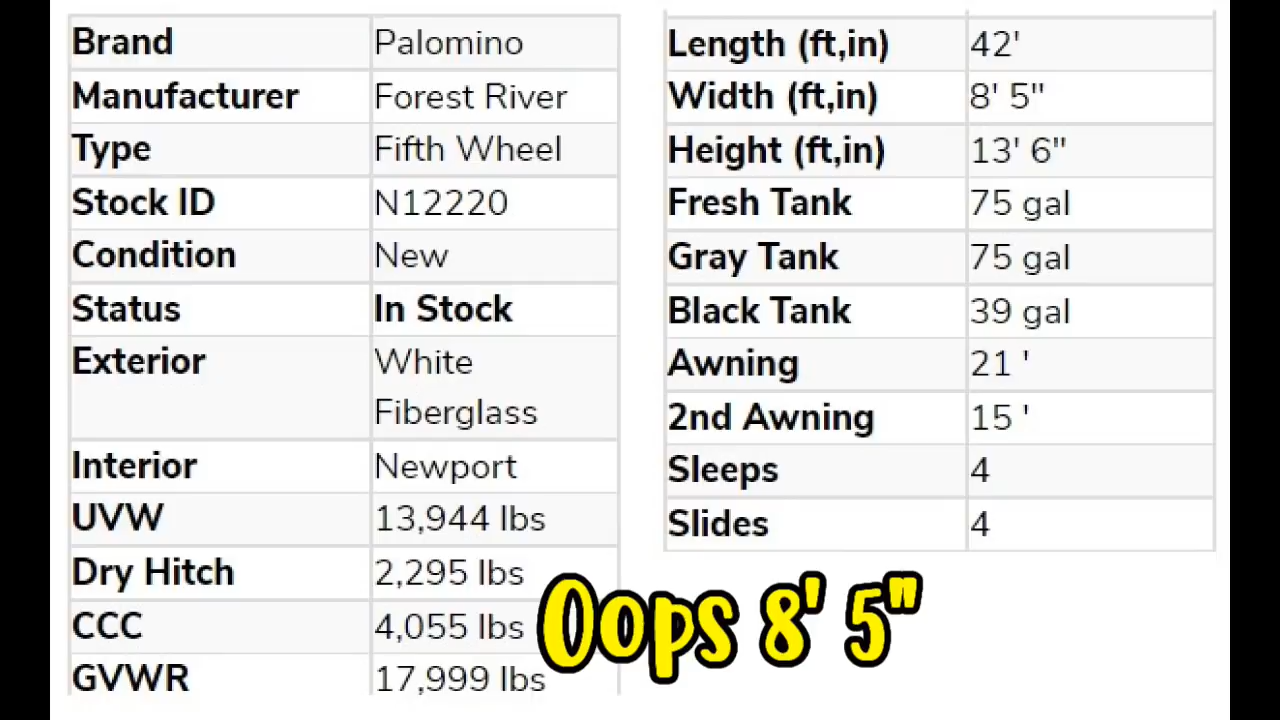 Brand Palomino
Manufacturer Forest River
Type Fifth Wheel
Stock ID N12220
Condition New
Status In Stock
Exterior White
Fiberglass
Interior Newport
UVW 13,944 lbs
Dry Hitch 2,295 lbs
CCC 4,055 lbs
GVWR 17,999 lbs
Length (ft,in) 42'
Width (ft,in) 8' 5"
Height (ft,in) 13' 6"
Fresh Tank 75 gal
Gray Tank 75 gal
Black Tank 39 gal
Awning 21 '
2nd Awning 15 '
Sleeps 4
Slides 4
Oops 8' 5"